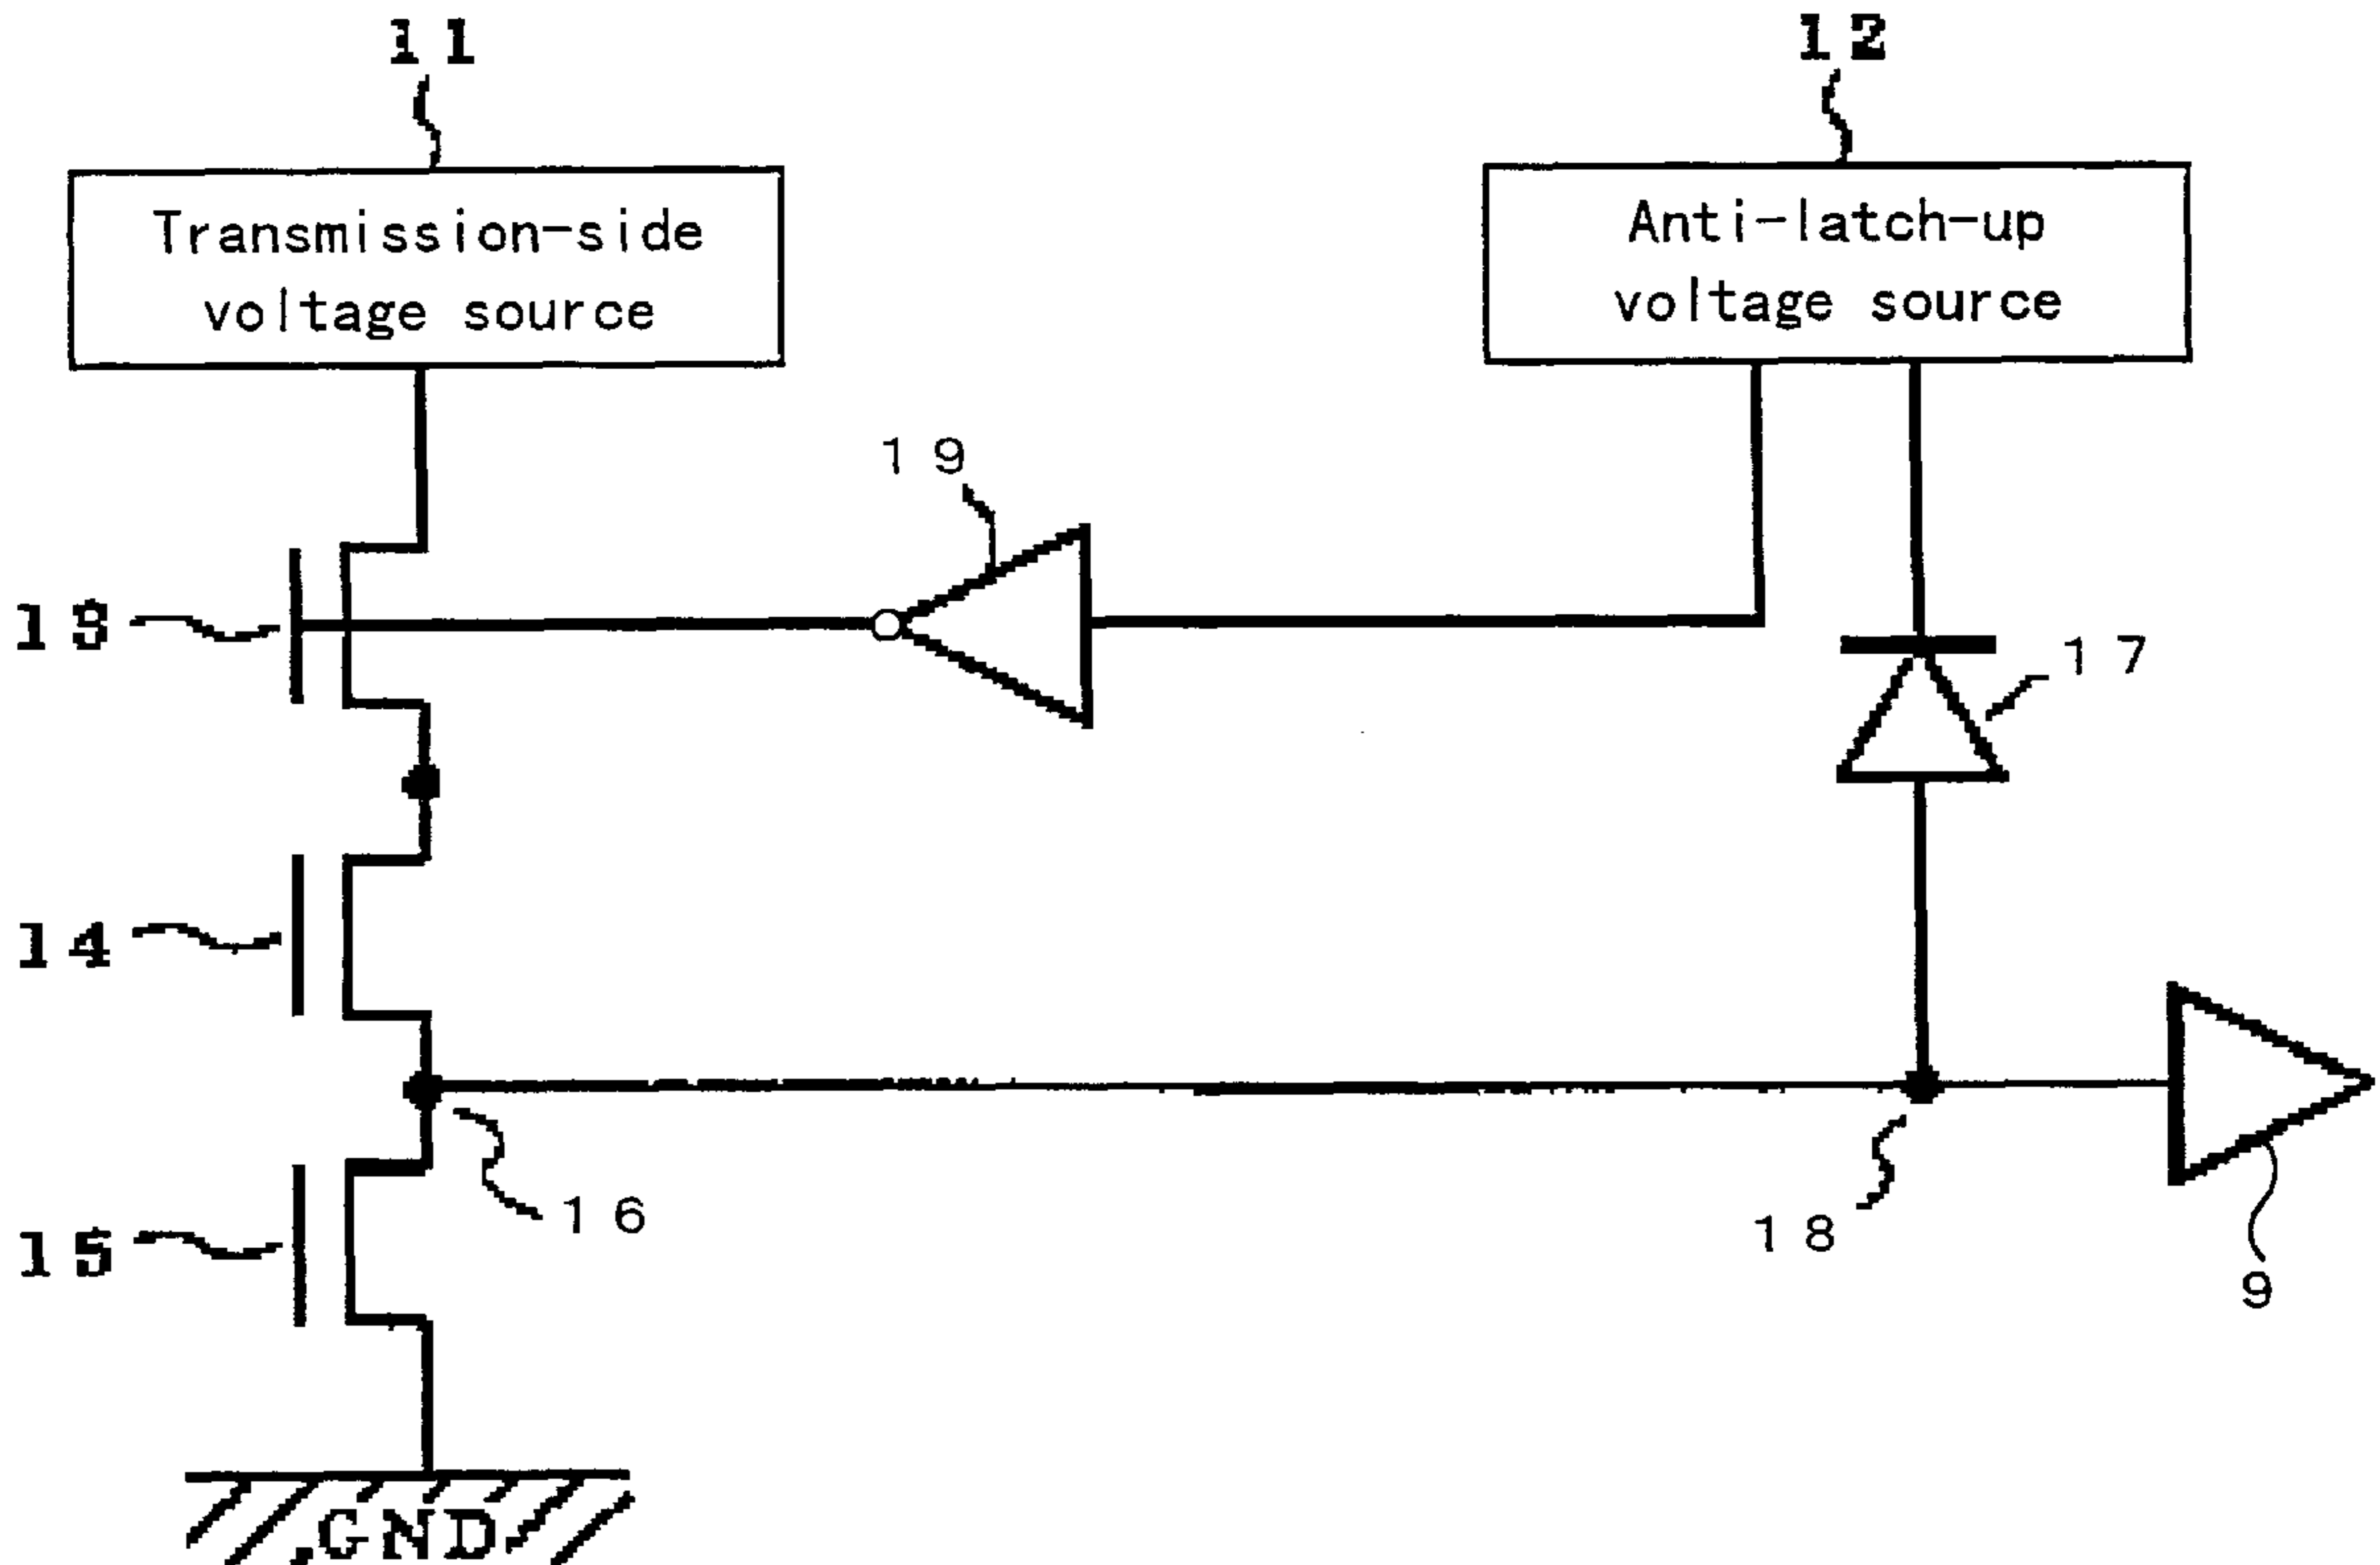 11
12
Transmission-side
voltage source
Anti-latch-up
voltage source
19
13
17
14
16
15
18
9
GND